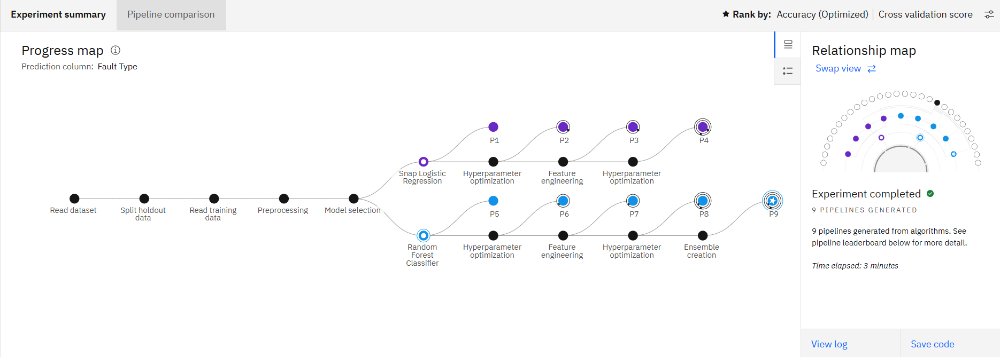 Experiment summary
Pipeline comparison
Rank by: Accuracy (Optimized) | Cross validation score
Progress map
Prediction column: Fault Type
Relationship map
Swap view
P1
P2
P3
P4
Snap Logistic
Regression
Hyperparameter
optimization
Feature
engineering
Hyperparameter
optimization
Read dataset
Split holdout
data
Read training
data
Preprocessing
Model selection
P5
P6
P7
P8
P9
Random
Forest
Classifier
Hyperparameter
optimization
Feature
engineering
Hyperparameter
optimization
Ensemble
creation
Experiment completed
9 PIPELINES GENERATED
9 pipelines generated from algorithms. See
pipeline leaderboard below for more detail.
Time elapsed: 3 minutes
View log
Save code